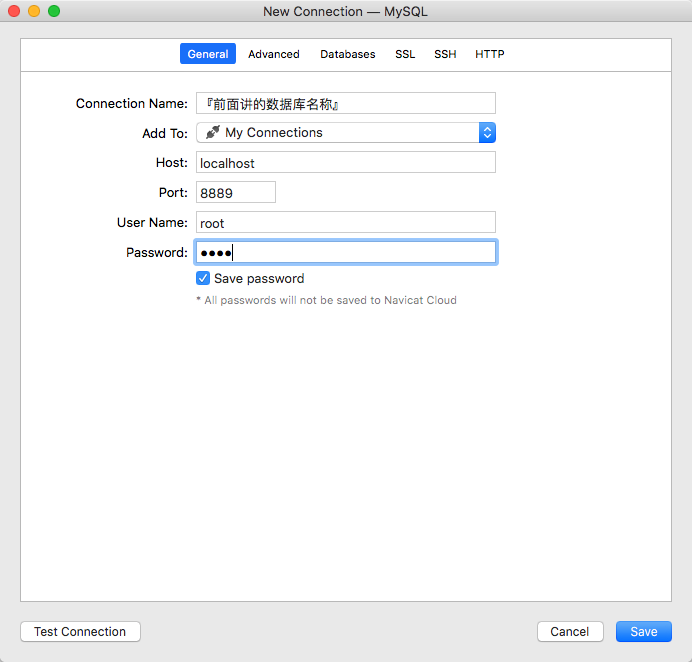 New Connection — MySQL
General Advanced Databases SSL SSH HTTP
Connection Name: 『前面讲的数据库名称』
Add To: My Connections
Host: localhost
Port: 8889
User Name: root
Password: ●●●●
Save password
* All passwords will not be saved to Navicat Cloud
Test Connection Cancel Save